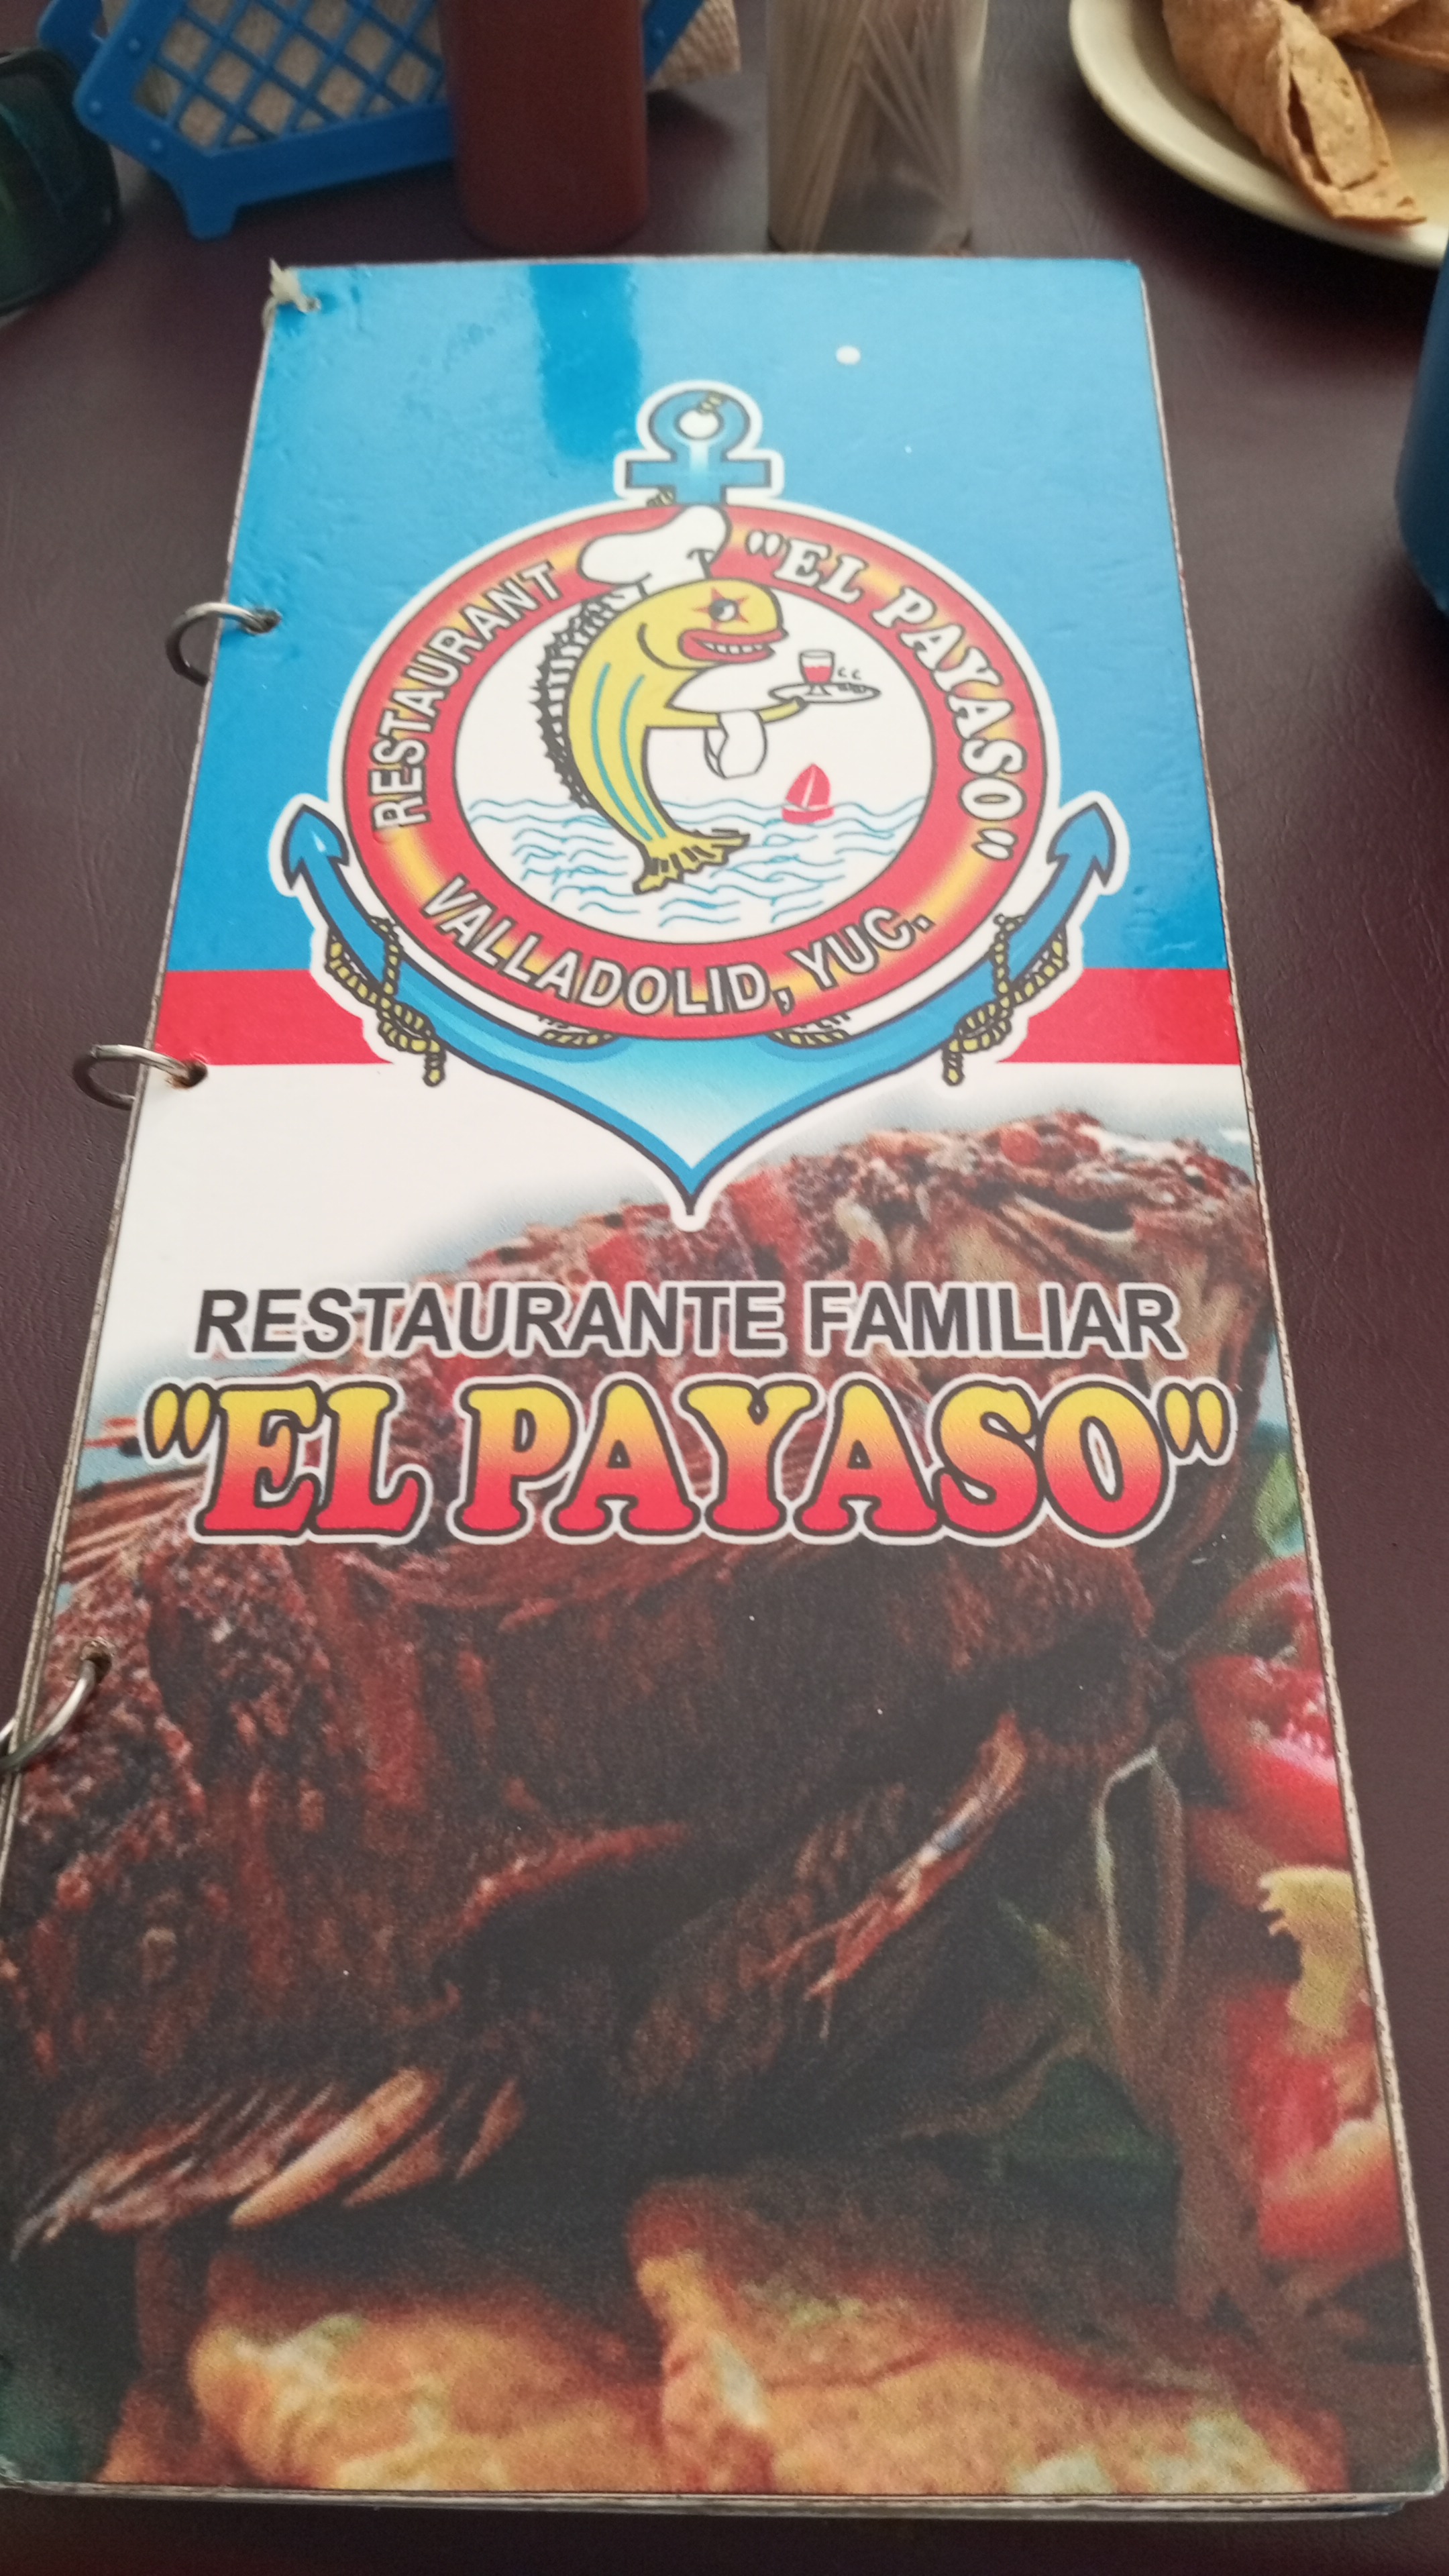 RESTAURANT "EL PAYASO"
VALLADOLID, YUC.
RESTAURANTE FAMILIAR
"EL PAYASO"